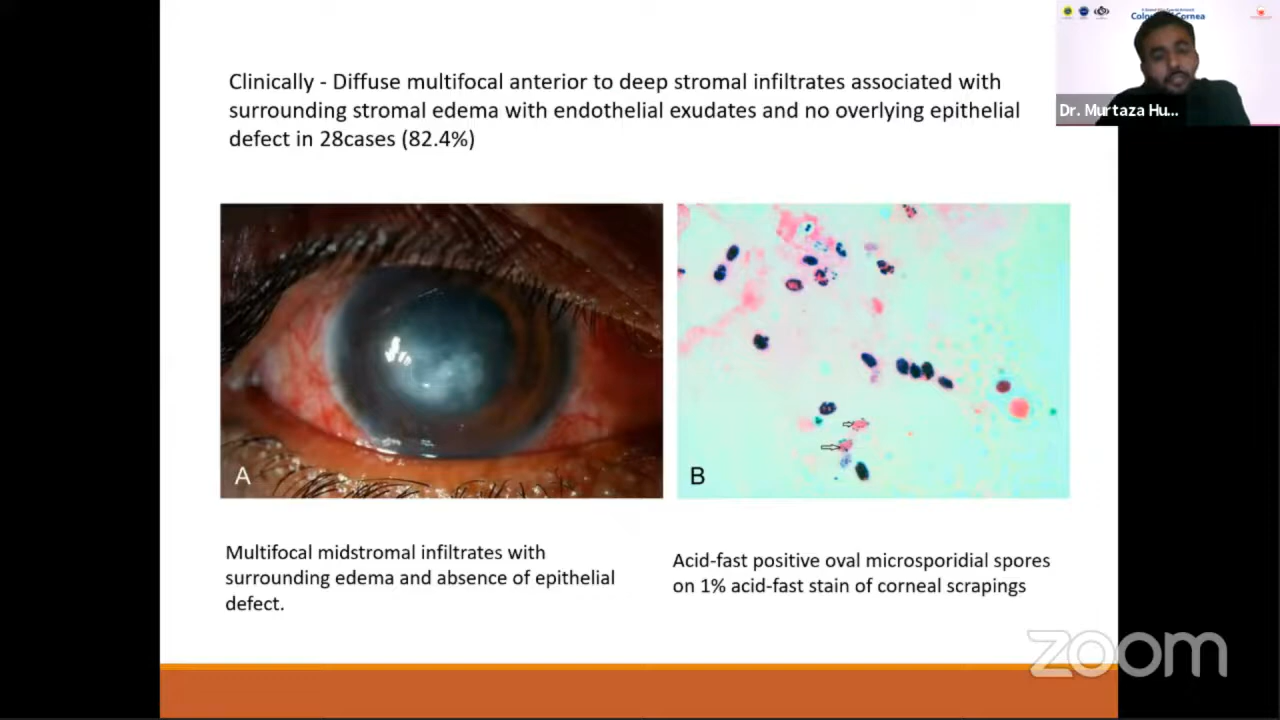 Clinically - Diffuse multifocal anterior to deep stromal infiltrates associated with
surrounding stromal edema with endothelial exudates and no overlying epithelial
defect in 28cases (82.4%)
Dr. Murtaza Hu...
A
B
Multifocal midstromal infiltrates with
surrounding edema and absence of epithelial
defect.
Acid-fast positive oval microsporidial spores
on 1% acid-fast stain of corneal scrapings
zoom